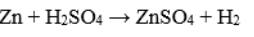 Zn + H2SO4 → ZnSO4 + H2